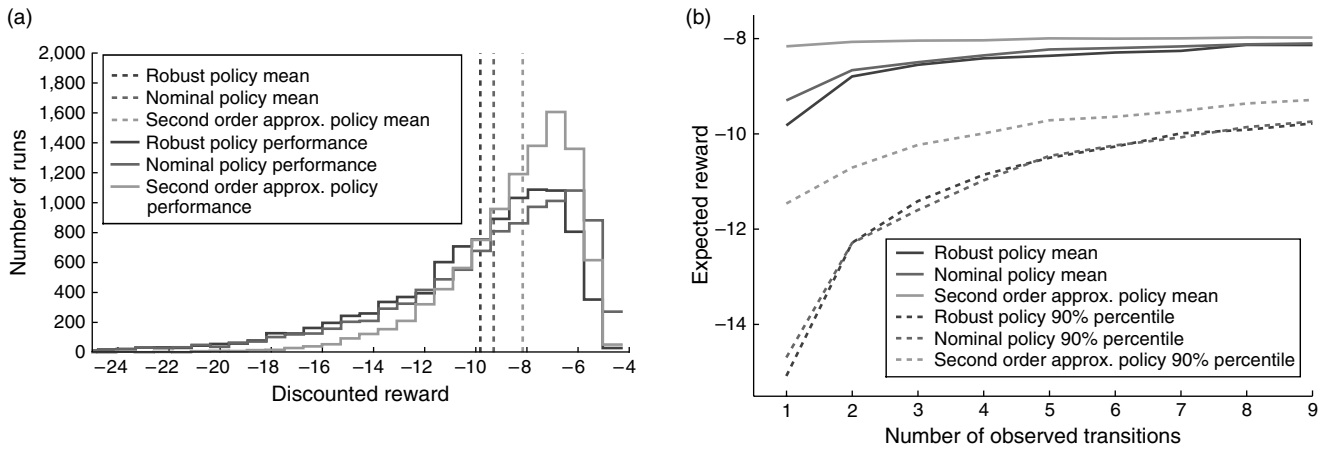 (a)
2,000
1,800
1,600
1,400
1,200
1,000
800
600
400
200
0
Number of runs
Robust policy mean
Nominal policy mean
Second order approx. policy mean
Robust policy performance
Nominal policy performance
Second order approx. policy
performance
−24 −22 −20 −18 −16 −14 −12 −10 −8 −6 −4
Discounted reward
(b)
−8
−10
−12
−14
Expected reward
Robust policy mean
Nominal policy mean
Second order approx. policy mean
Robust policy 90% percentile
Nominal policy 90% percentile
Second order approx. policy 90% percentile
1 2 3 4 5 6 7 8 9
Number of observed transitions